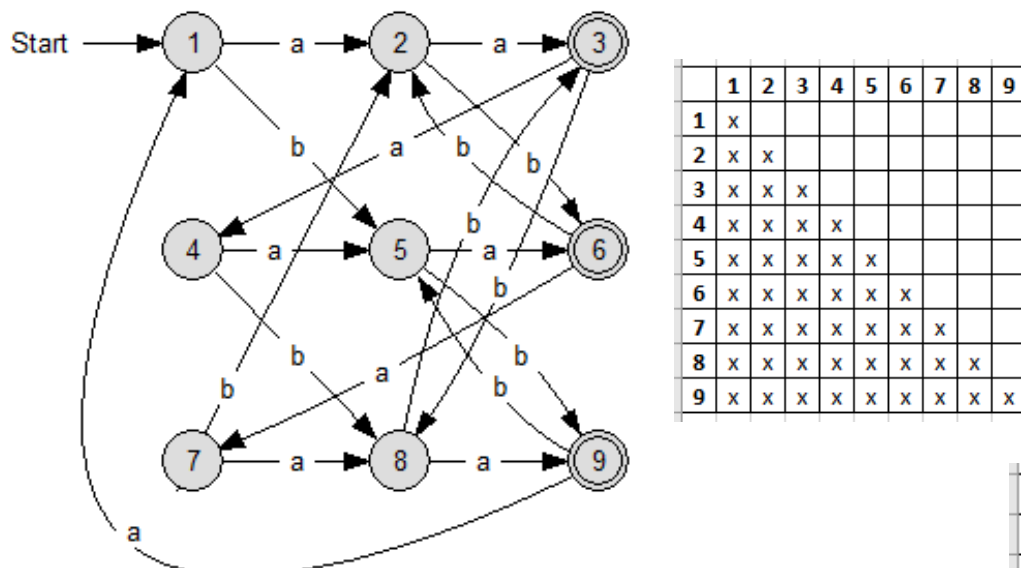 Start 1 a 2 a 3
b a b b
4 a 5 a 6
b b
b a b
b b
7 a 8 a 9
a
1 2 3 4 5 6 7 8 9
1 x
2 x x
3 x x x
4 x x x x
5 x x x x x
6 x x x x x x
7 x x x x x x x
8 x x x x x x x x
9 x x x x x x x x x